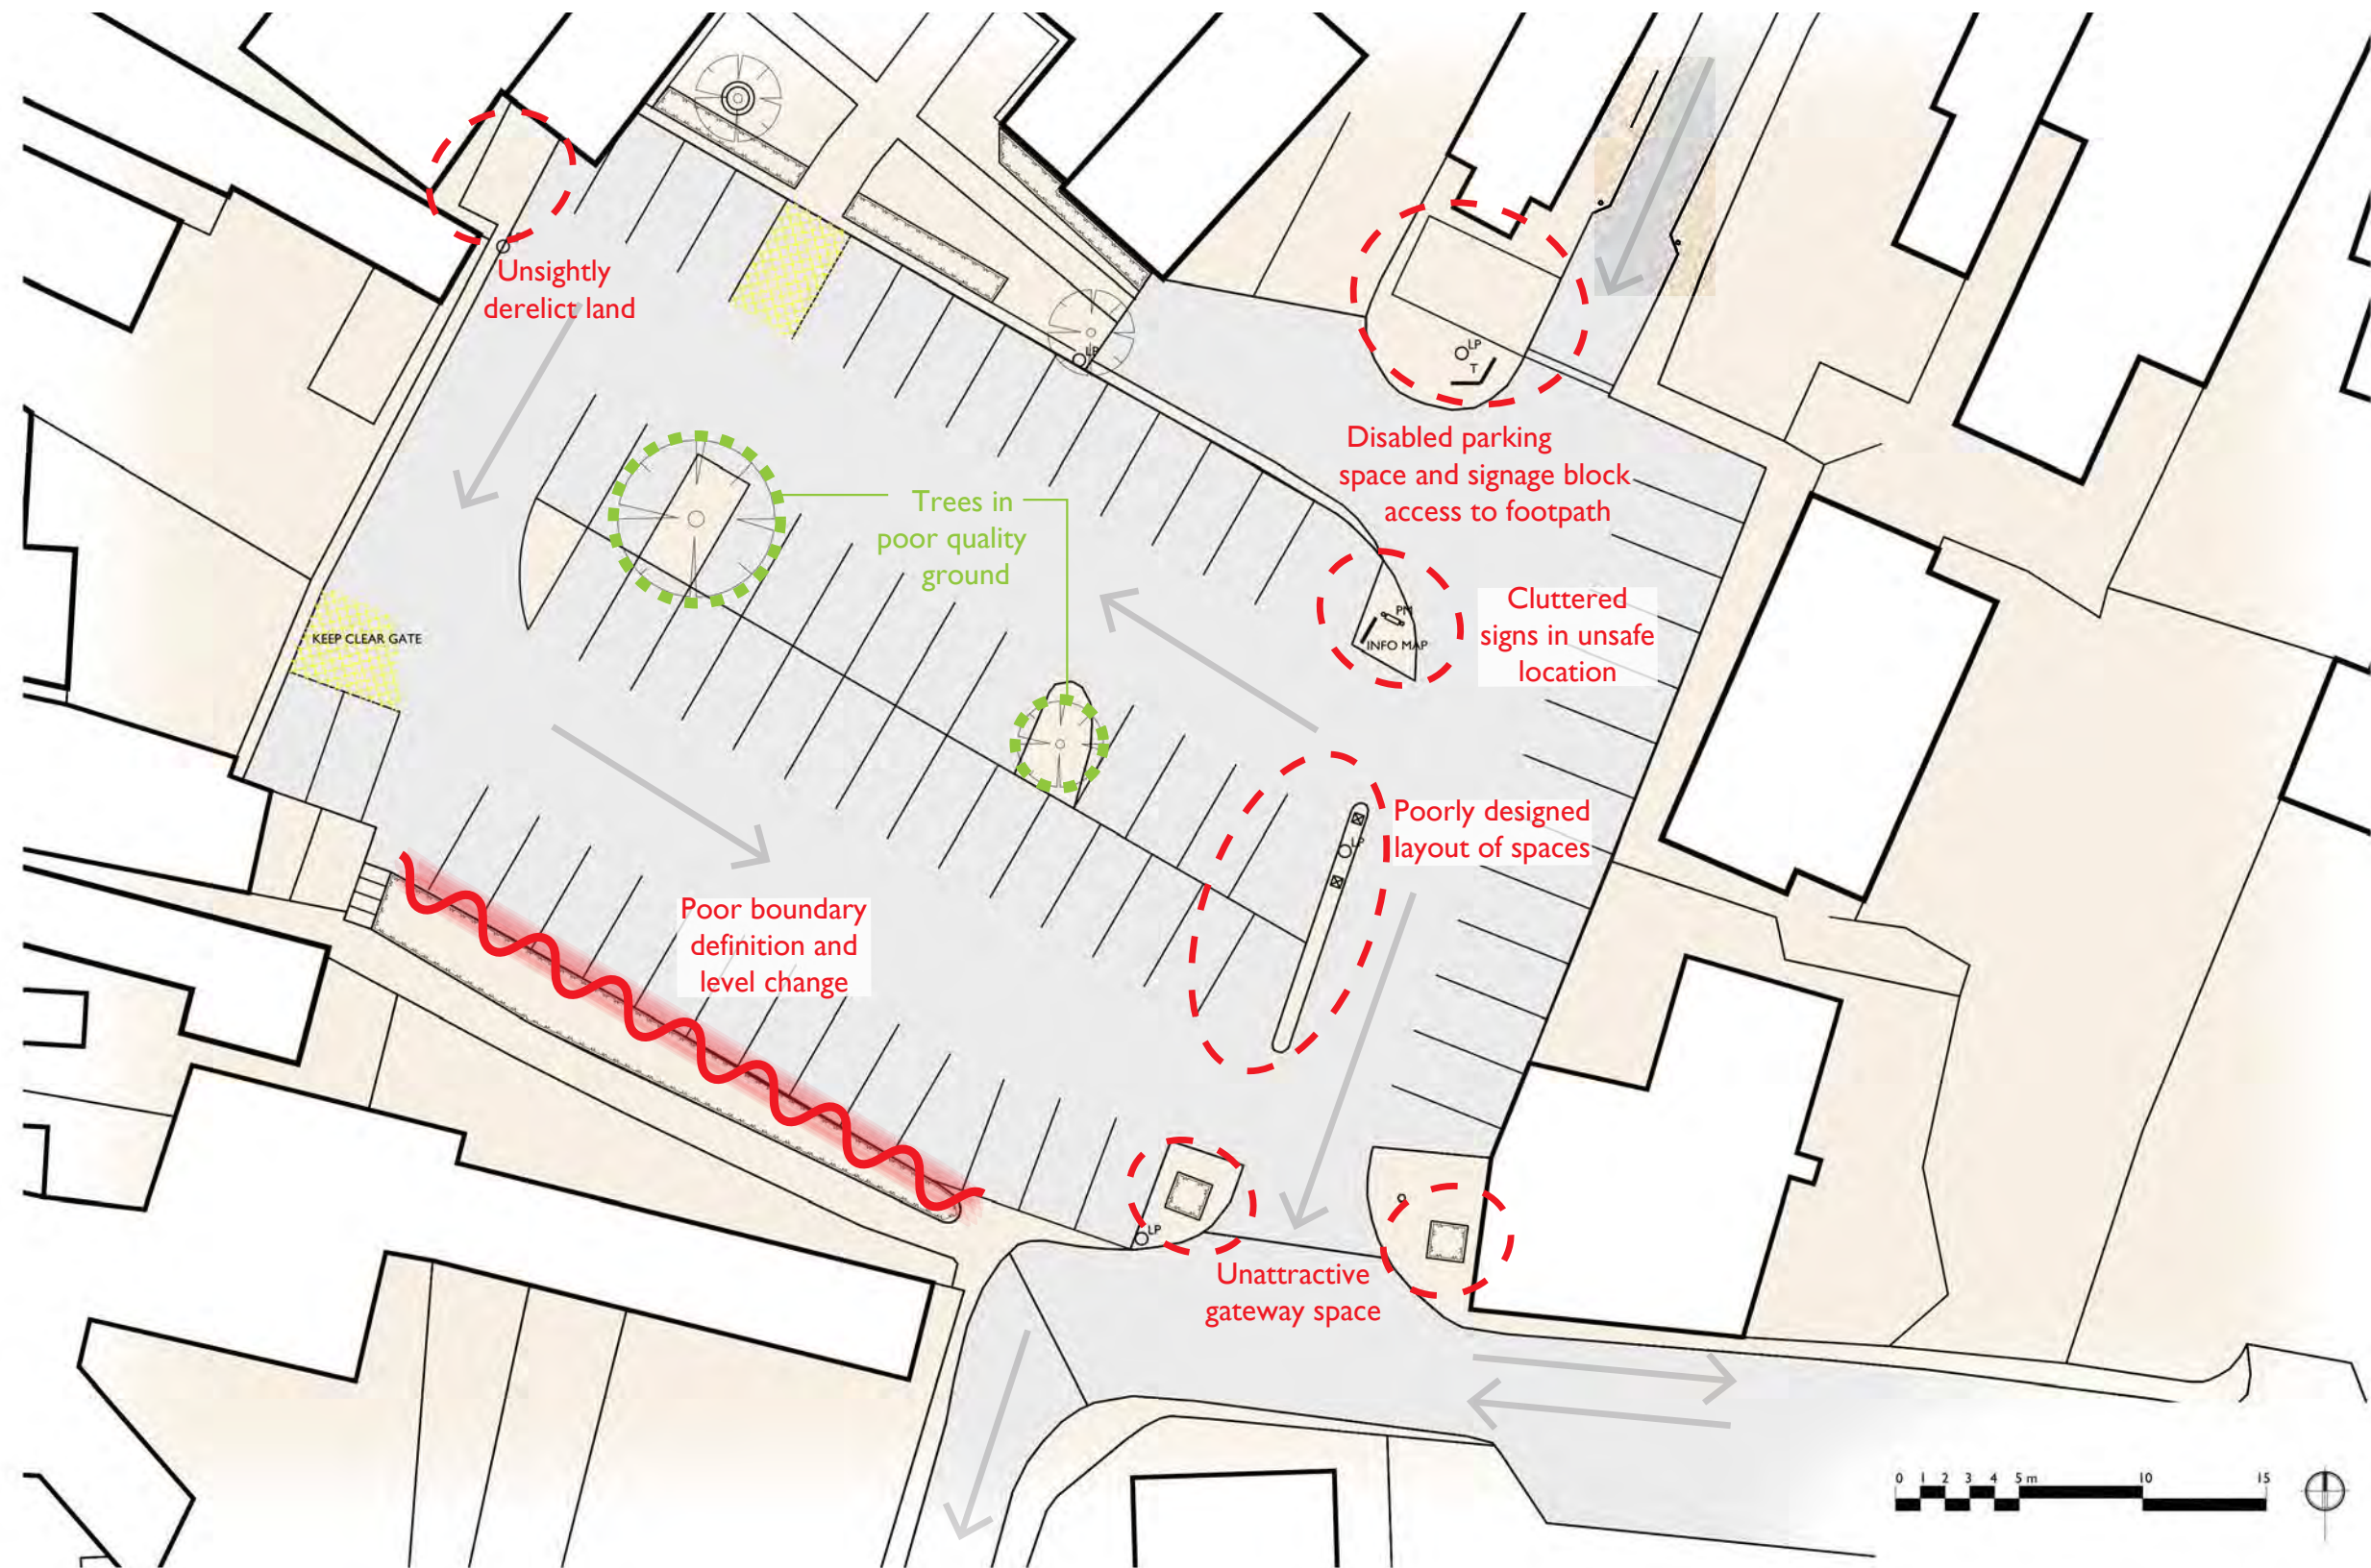 Unsightly
derelict land
LP
LP
T
Disabled parking
space and signage block
access to footpath
Trees in
poor quality
ground
KEEP CLEAR GATE
PM
INFO MAP
Cluttered
signs in unsafe
location
LP
Poorly designed
layout of spaces
Poor boundary
definition and
level change
LP
Unattractive
gateway space
0 1 2 3 4 5 m 10 15